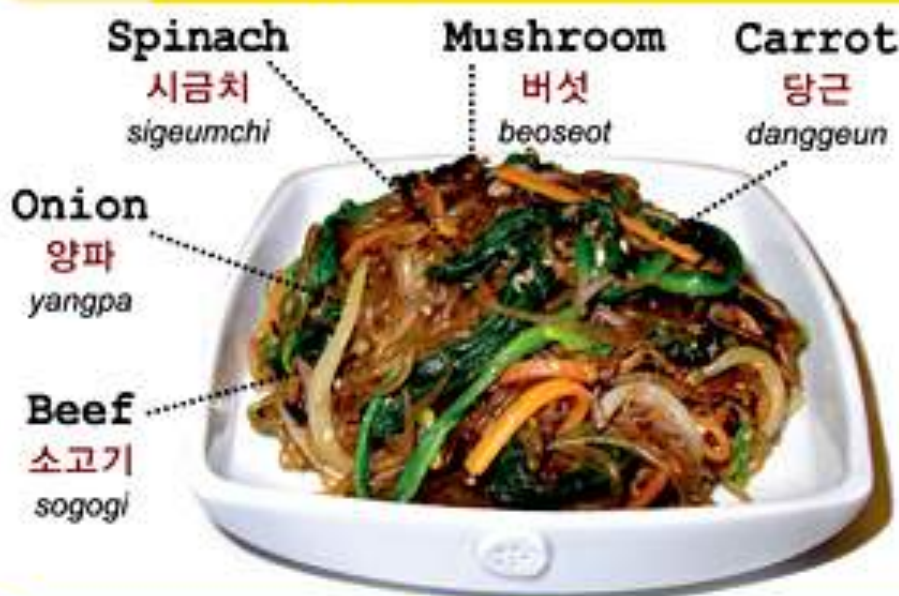 Spinach
시금치
sigeumchi
Mushroom
버섯
beoseot
Carrot
당근
danggeun
Onion
양파
yangpa
Beef
소고기
sogogi